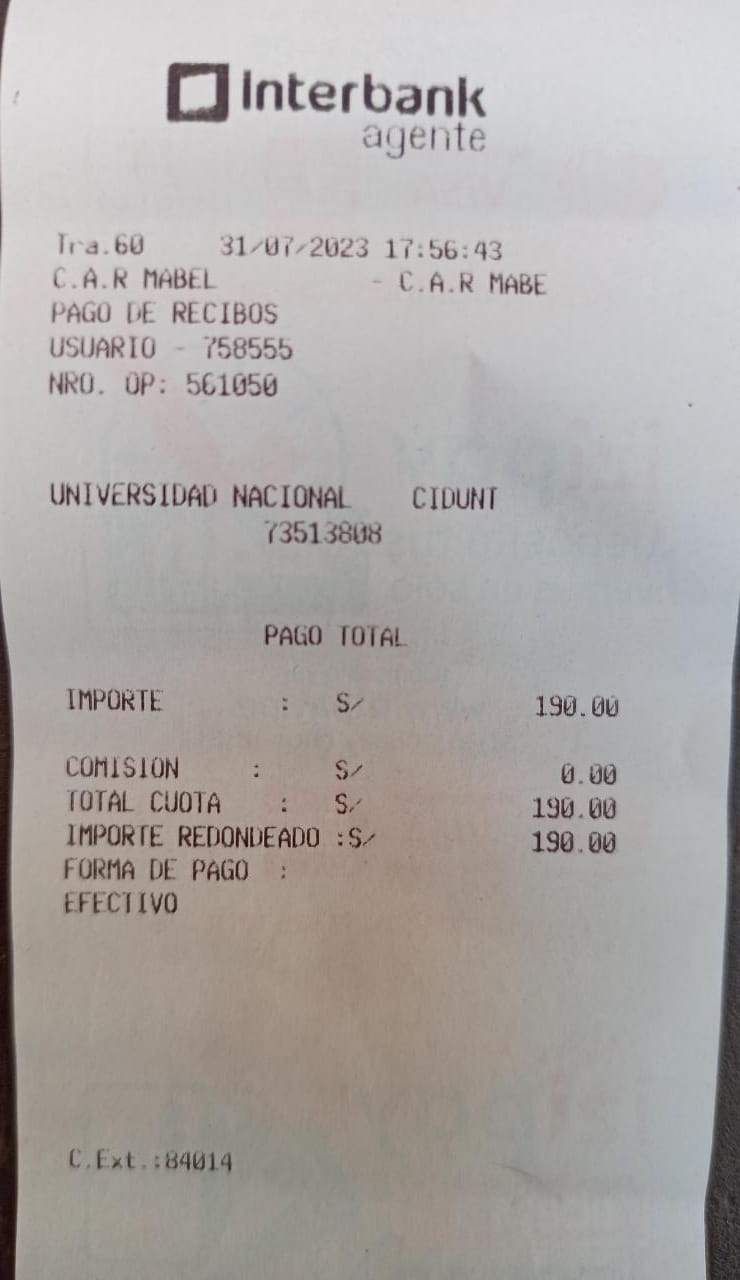 Interbank
agente
Tra.60 31/07/2023 17:56:43
C.A.R MABEL - C.A.R MABE
PAGO DE RECIBOS
USUARIO - 758555
NRO. OP: 561050
UNIVERSIDAD NACIONAL CIDUNT
73513808
PAGO TOTAL
IMPORTE : S/ 190.00
COMISION : S/ 0.00
TOTAL CUOTA : S/ 190.00
IMPORTE REDONDEADO :S/ 190.00
FORMA DE PAGO :
EFECTIVO
C.Ext.:84014